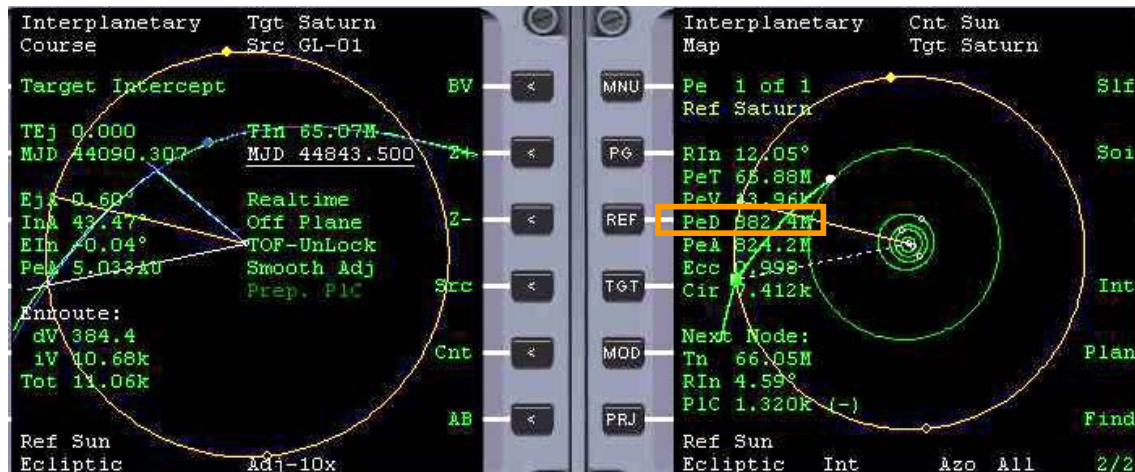 Interplanetary Tgt Saturn
Course Src GL-01
Target Intercept BV
TEj 0.000 TIn 65.07M
MJD 44090.307 MJD 44843.500 Z+
EjA 0.60° Realtime
InA 43.47° Off Plane Z-
EIn -0.04° TOF-UnLock
PeA 5.033AU Smooth Adj
Prep. PlC Src
Enroute:
dV 384.4
iV 10.68k Cnt
Tot 11.06k
AB
Ref Sun
Ecliptic Adj-10x
< MNU
< PG
< REF
< TGT
< MOD
< PRJ
Interplanetary Cnt Sun
Map Tgt Saturn
Pe 1 of 1 Slf
Ref Saturn
RIn 12.05° Soi
PeT 65.88M
PeV 43.96k
PeD 882.4M
PeA 824.2M
Ecc
Cir 7.412k Int
Next Node:
Tn 66.05M Plan
RIn 4.59°
PlC 1.320k (-)
Find
Ref Sun
Ecliptic Int Azo All 2/2